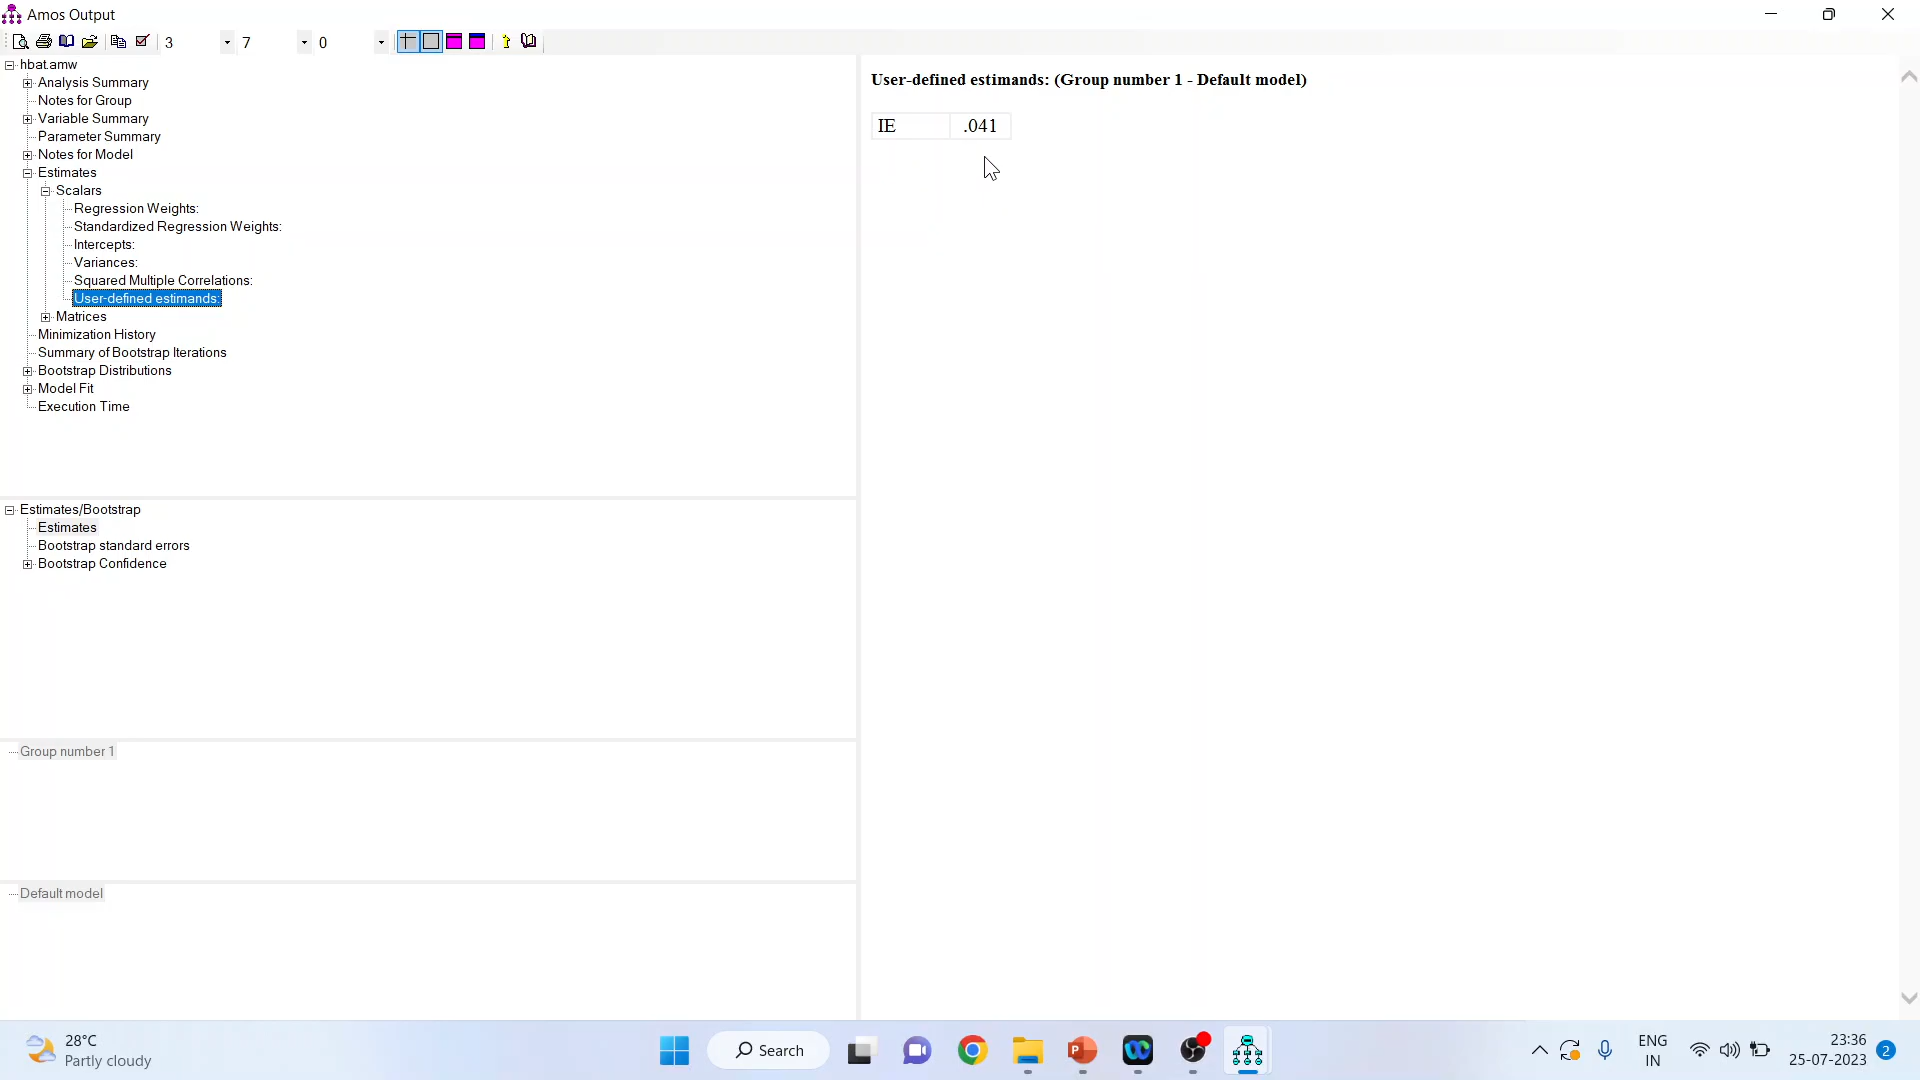 Amos Output
3 7 0
hbat.amw
Analysis Summary
Notes for Group
Variable Summary
Parameter Summary
Notes for Model
Estimates
Scalars
Regression Weights:
Standardized Regression Weights:
Intercepts:
Variances:
Squared Multiple Correlations:
User-defined estimands:
Matrices
Minimization History
Summary of Bootstrap Iterations
Bootstrap Distributions
Model Fit
Execution Time
Estimates/Bootstrap
Estimates
Bootstrap standard errors
Bootstrap Confidence
Group number 1
Default model
User-defined estimands: (Group number 1 - Default model)
IE .041
28°C
Partly cloudy
Search
ENG
IN
23:36
25-07-2023
2